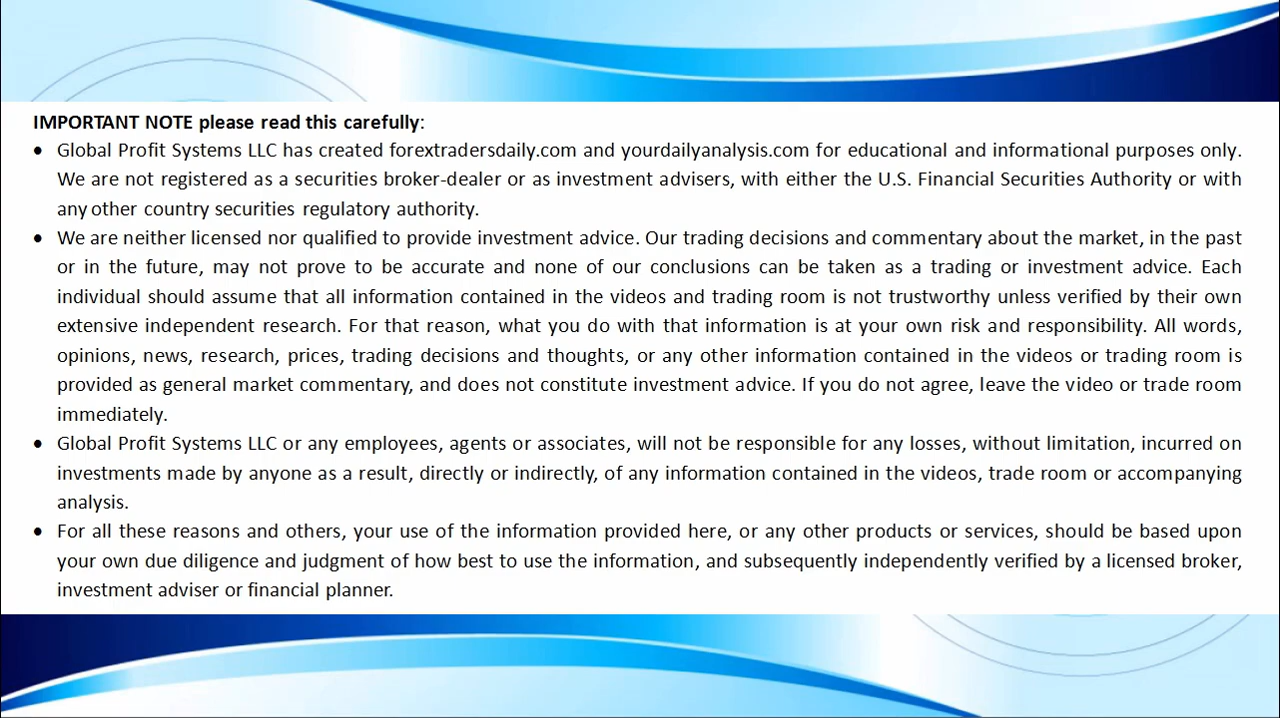 IMPORTANT NOTE please read this carefully:
• Global Profit Systems LLC has created forextradersdaily.com and yourdailyanalysis.com for educational and informational purposes only.
We are not registered as a securities broker-dealer or as investment advisers, with either the U.S. Financial Securities Authority or with
any other country securities regulatory authority.
• We are neither licensed nor qualified to provide investment advice. Our trading decisions and commentary about the market, in the past
or in the future, may not prove to be accurate and none of our conclusions can be taken as a trading or investment advice. Each
individual should assume that all information contained in the videos and trading room is not trustworthy unless verified by their own
extensive independent research. For that reason, what you do with that information is at your own risk and responsibility. All words,
opinions, news, research, prices, trading decisions and thoughts, or any other information contained in the videos or trading room is
provided as general market commentary, and does not constitute investment advice. If you do not agree, leave the video or trade room
immediately.
• Global Profit Systems LLC or any employees, agents or associates, will not be responsible for any losses, without limitation, incurred on
investments made by anyone as a result, directly or indirectly, of any information contained in the videos, trade room or accompanying
analysis.
• For all these reasons and others, your use of the information provided here, or any other products or services, should be based upon
your own due diligence and judgment of how best to use the information, and subsequently independently verified by a licensed broker,
investment adviser or financial planner.